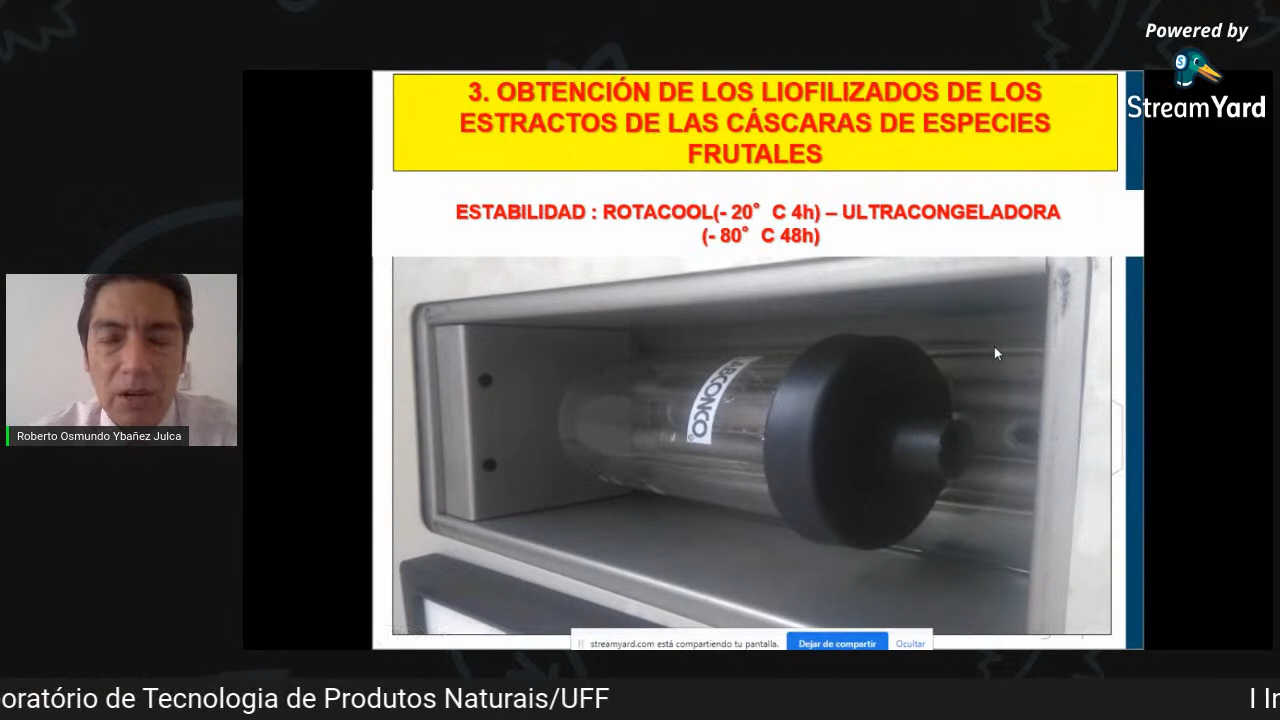 Powered by
StreamYard
3. OBTENCIÓN DE LOS LIOFILIZADOS DE LOS
ESTRACTOS DE LAS CÁSCARAS DE ESPECIES
FRUTALES
ESTABILIDAD : ROTACOOL(- 20° C 4h) – ULTRACONGELADORA
(- 80° C 48h)
ABCONCO®
Roberto Osmundo Ybañez Julca
streamyard.com está compartiendo tu pantalla.
Dejar de compartir
Ocultar
oratório de Tecnologia de Produtos Naturais/UFF
I In